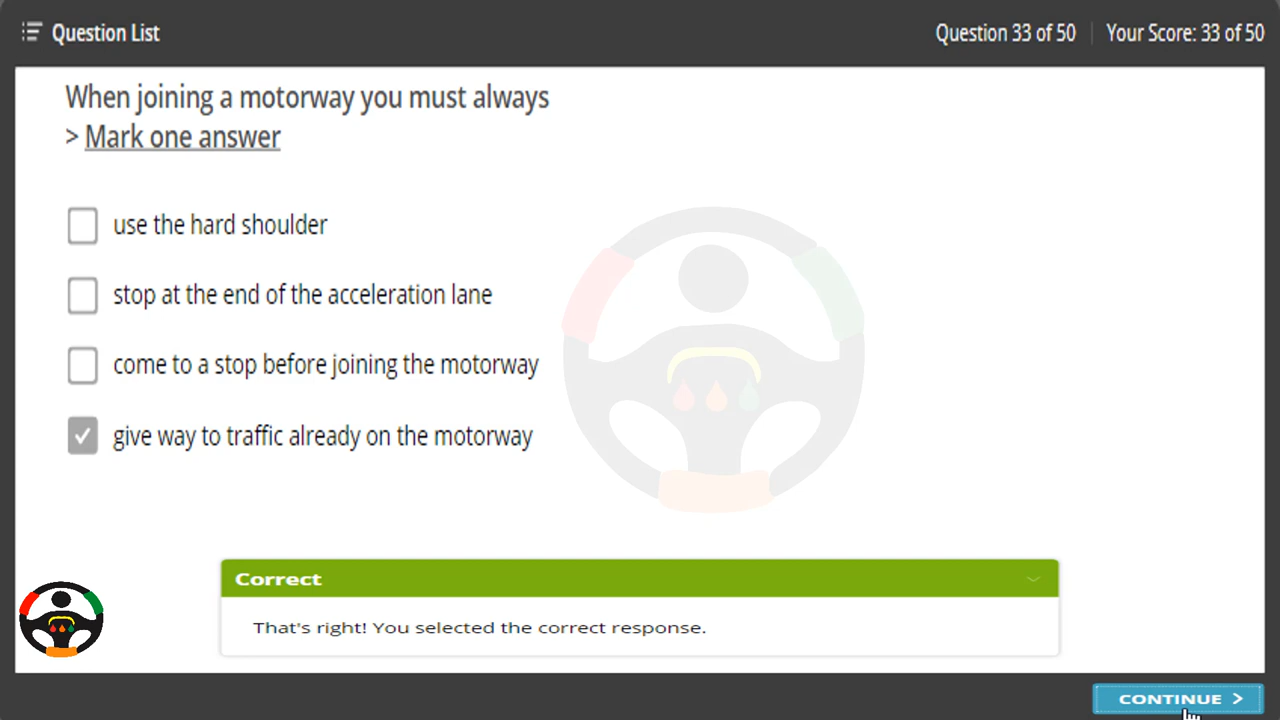 Question List
Question 33 of 50
Your Score: 33 of 50
When joining a motorway you must always
> Mark one answer
use the hard shoulder
stop at the end of the acceleration lane
come to a stop before joining the motorway
give way to traffic already on the motorway
Correct
That's right! You selected the correct response.
CONTINUE >